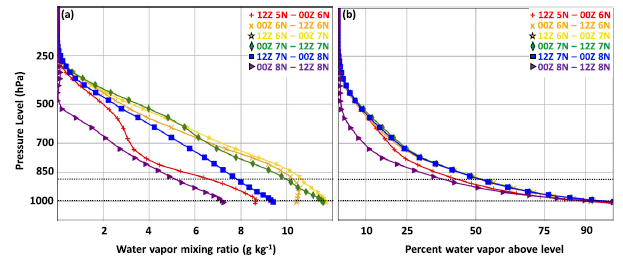 (a)
12Z 5N – 00Z 6N
00Z 6N – 12Z 6N
12Z 6N – 00Z 7N
00Z 7N – 12Z 7N
12Z 7N – 00Z 8N
00Z 8N – 12Z 8N
Pressure Level (hPa)
250
500
700
850
1000
2 4 6 8 10
Water vapor mixing ratio (g kg-1)
(b)
12Z 5N – 00Z 6N
00Z 6N – 12Z 6N
12Z 6N – 00Z 7N
00Z 7N – 12Z 7N
12Z 7N – 00Z 8N
00Z 8N – 12Z 8N
10 25 50 75 90
Percent water vapor above level